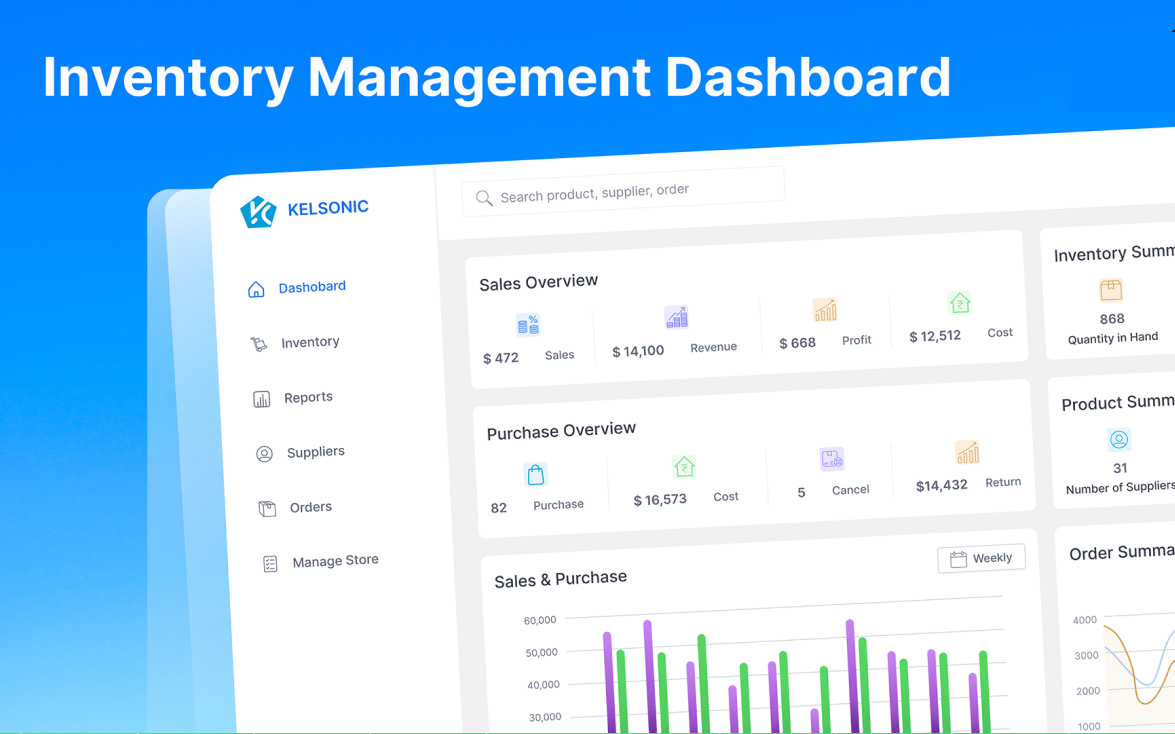 Inventory Management Dashboard
KELSONIC
Search product, supplier, order
Dashobard
Inventory
Reports
Suppliers
Orders
Manage Store
Sales Overview
$ 472 Sales
$ 14,100 Revenue
$ 668 Profit
$ 12,512 Cost
Inventory
868
Quantity in Hand
Purchase Overview
82 Purchase
$ 16,573 Cost
5 Cancel
$14,432 Return
Product
31
Number of Suppliers
Sales & Purchase
Weekly
60,000
50,000
40,000
30,000
Order
4000
3000
2000
1000